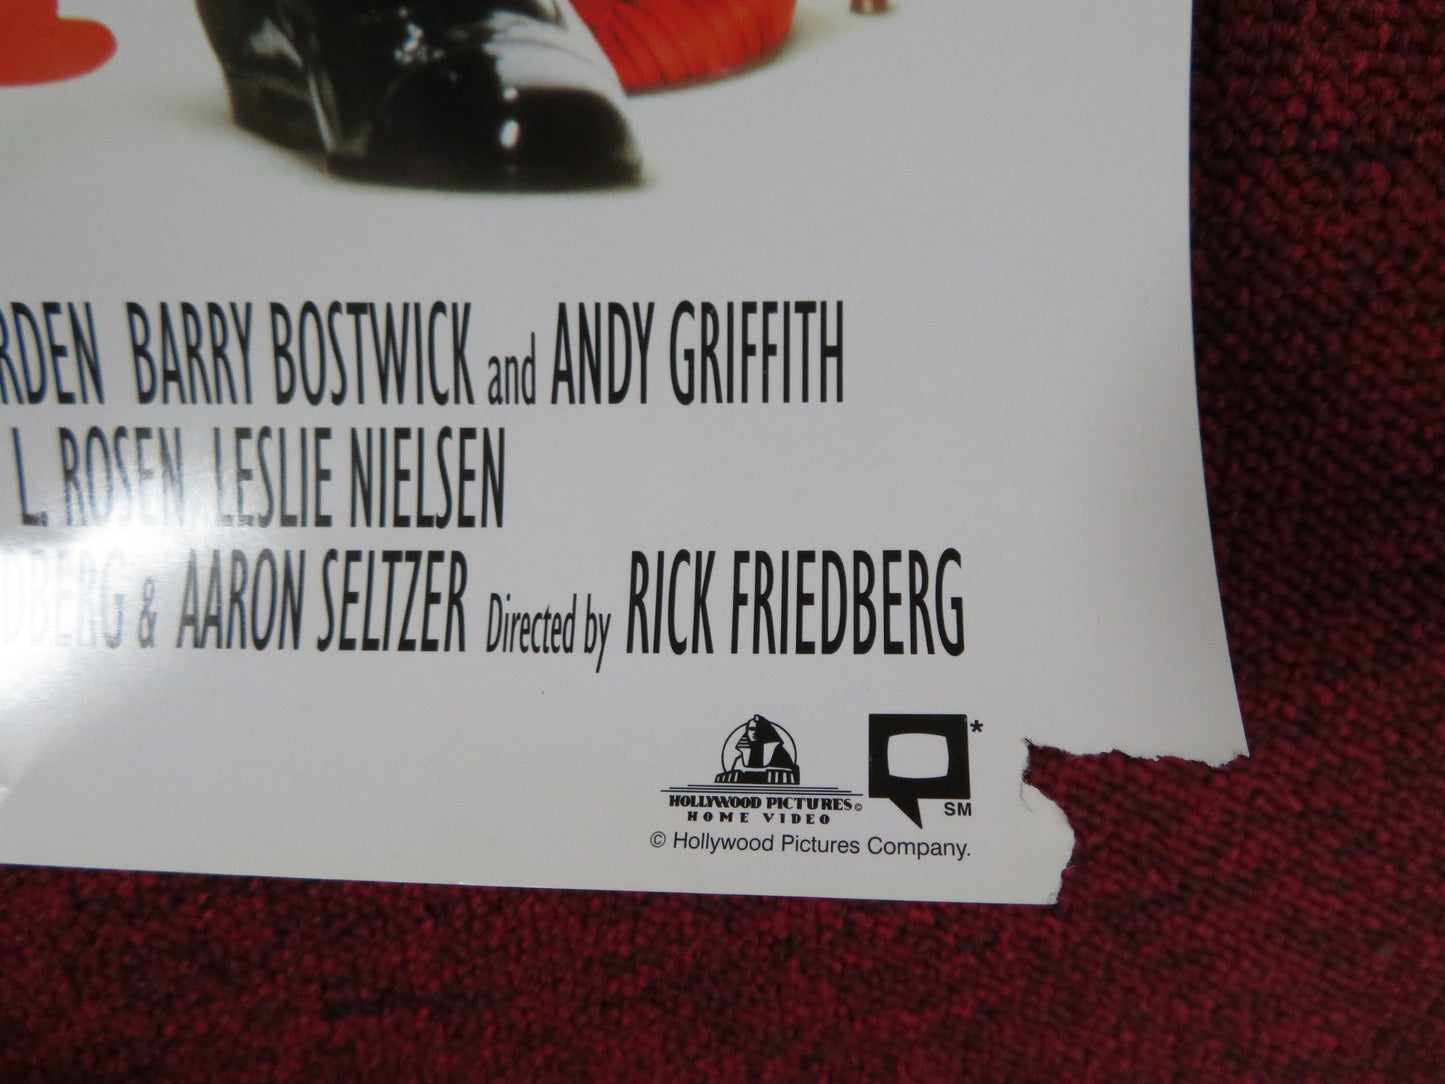 RDEN BARRY BOSTWICK and ANDY GRIFFITH
L. ROSEN LESLIE NIELSEN
DBERG & AARON SELTZER Directed by RICK FRIEDBERG
*
SM
HOLLYWOOD PICTURES©
HOME VIDEO
© Hollywood Pictures Company.